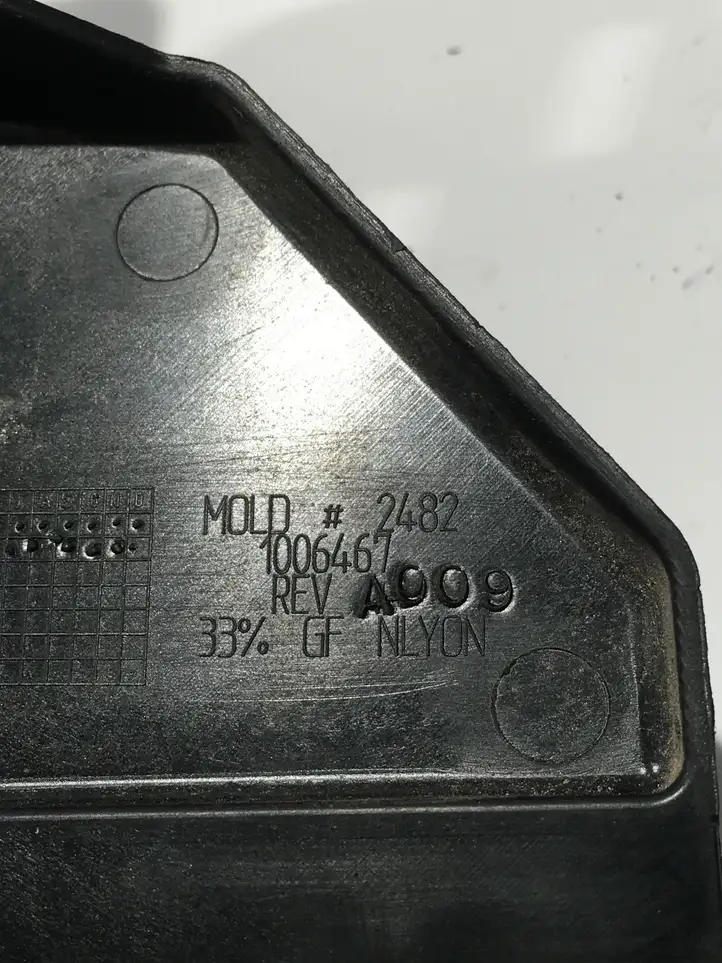 MOLD # 2482
1006467
REV A009
33% GF NLYON